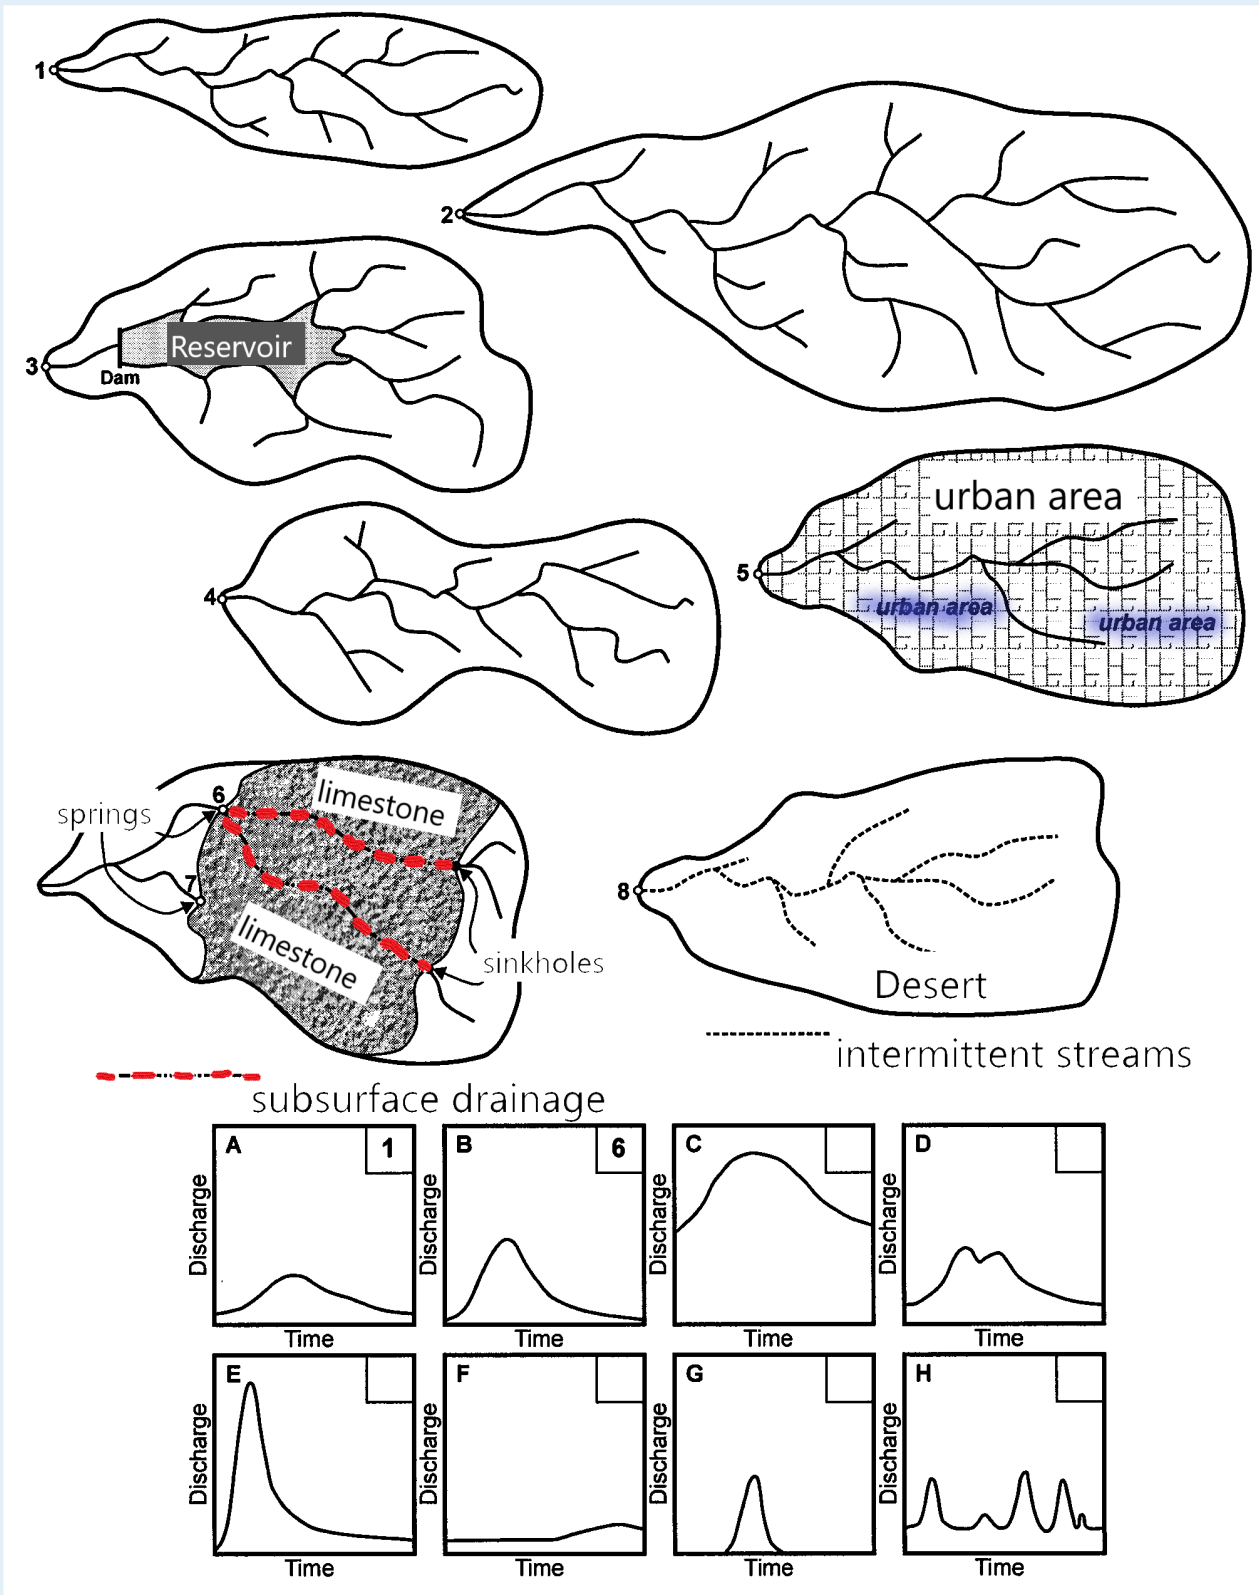 1
2
Reservoir
3
Dam
urban area
5
urban area
urban area
4
limestone
6
springs
7
limestone
sinkholes
8
Desert
intermittent streams
subsurface drainage
A 1
B 6
C
D
Discharge
Discharge
Discharge
Discharge
Time
Time
Time
Time
E
F
G
H
Discharge
Discharge
Discharge
Discharge
Time
Time
Time
Time